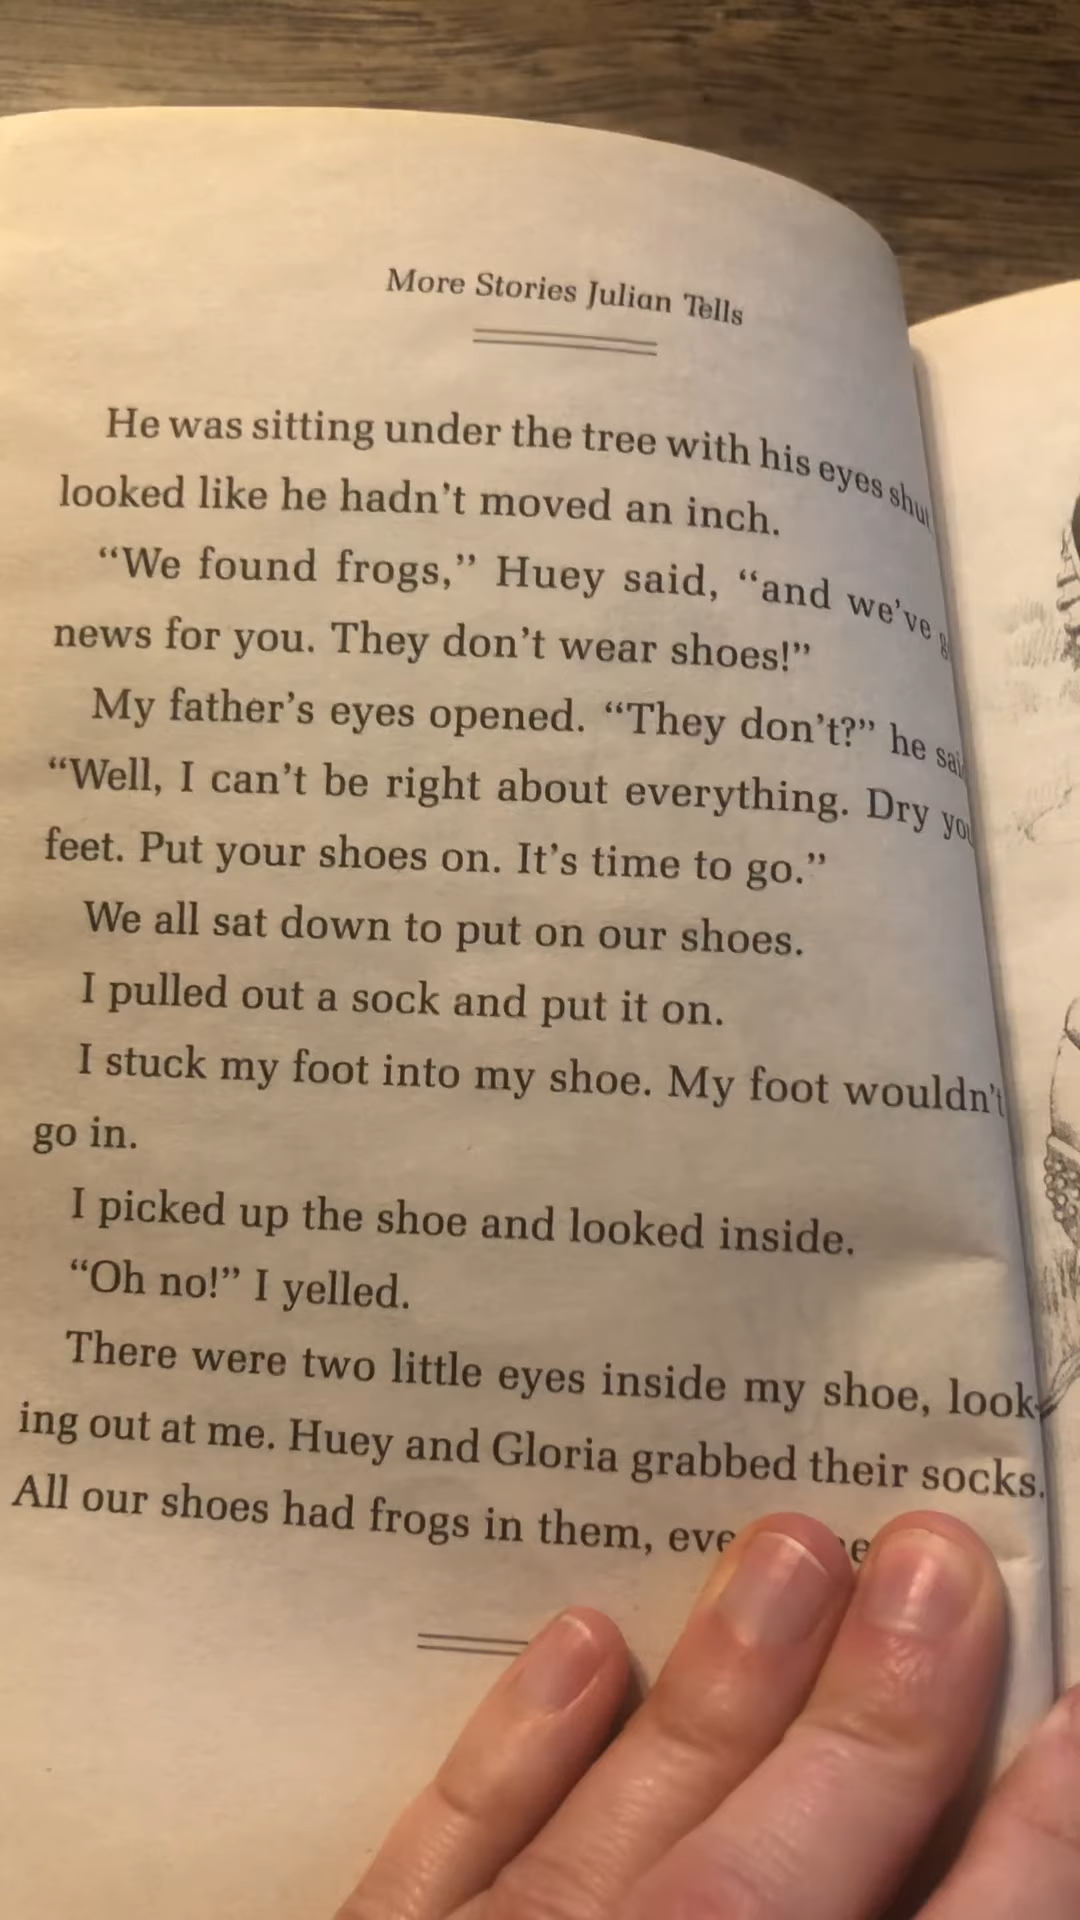 More Stories Julian Tells
He was sitting under the tree with his eyes shut
looked like he hadn't moved an inch.
“We found frogs,” Huey said, “and we've
news for you. They don't wear shoes!”
My father's eyes opened. “They don't?” he said
“Well, I can't be right about everything. Dry
feet. Put your shoes on. It's time to go.”
We all sat down to put on our shoes.
I pulled out a sock and put it on.
I stuck my foot into my shoe. My foot wouldn't
go in.
I picked up the shoe and looked inside.
“Oh no!” I yelled.
There were two little eyes inside my shoe, look-
ing out at me. Huey and Gloria grabbed their socks.
All our shoes had frogs in them,